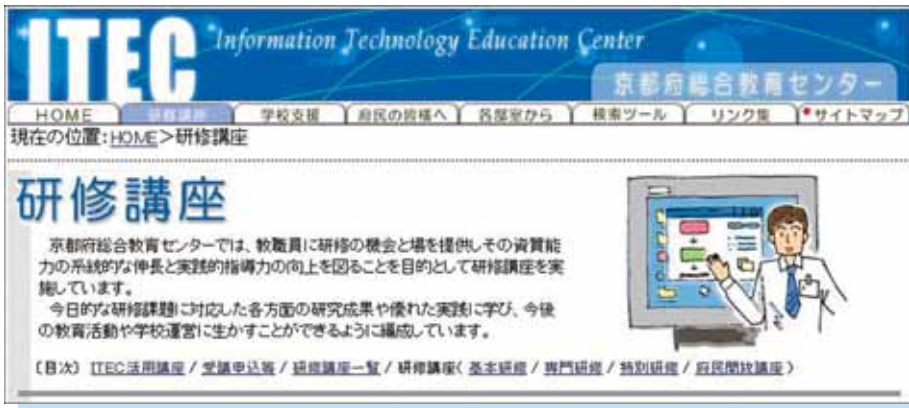 ITEC Information Technology Education Center
京都府総合教育センター
HOME 研修講座 学校支援 府民の皆様へ 各部室から 検索ツール リンク集 サイトマップ
現在の位置:HOME>研修講座
研修講座
京都府総合教育センターでは、教職員に研修の機会と場を提供しその資質能
力の系統的な伸長と実践的指導力の向上を図ることを目的として研修講座を実
施しています。
今日的な研修課題に対応した各方面の研究成果や優れた実践に学び、今後
の教育活動や学校運営に生かすことができるように編成しています。
〔目次〕 ITEC活用講座 / 受講申込等 / 研修講座一覧 / 研修講座( 基本研修 / 専門研修 / 特別研修 / 府民開放講座 )